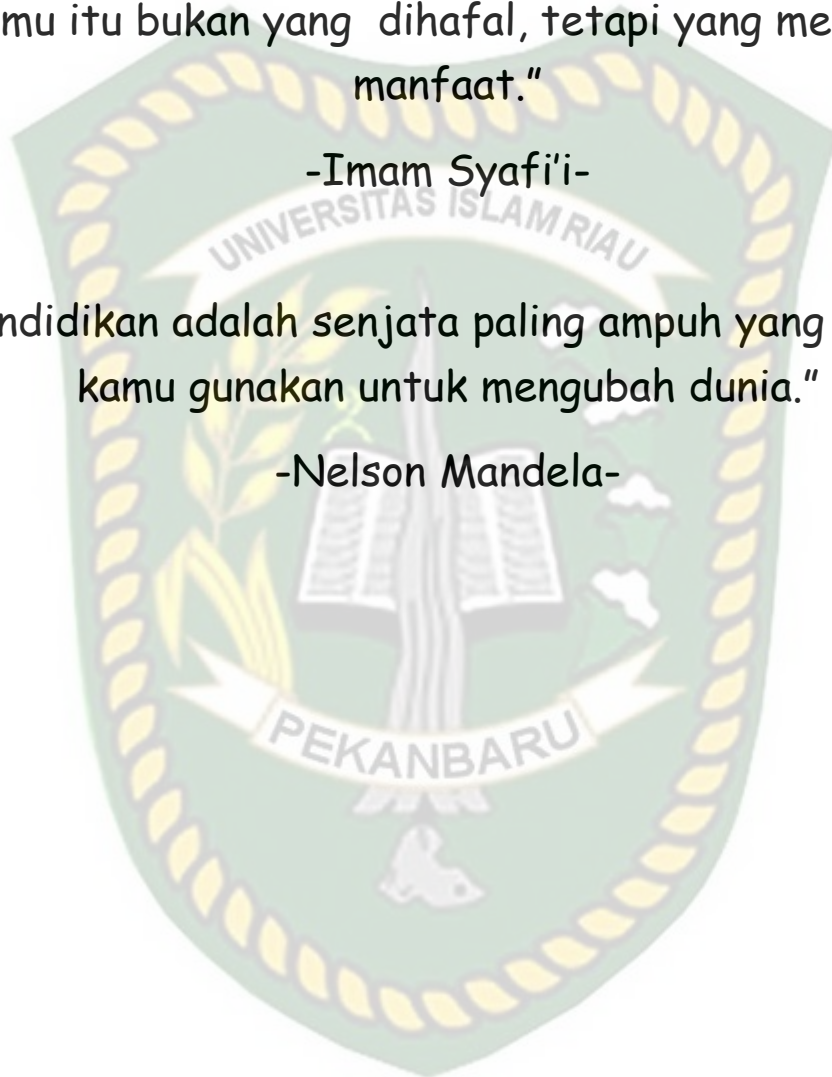 mu itu bukan yang dihafal, tetapi yang me
manfaat.”
-Imam Syafi’i-
UNIVERSITAS ISLAM RIAU
ndidikan adalah senjata paling ampuh yang
kamu gunakan untuk mengubah dunia.”
-Nelson Mandela-
PEKANBARU